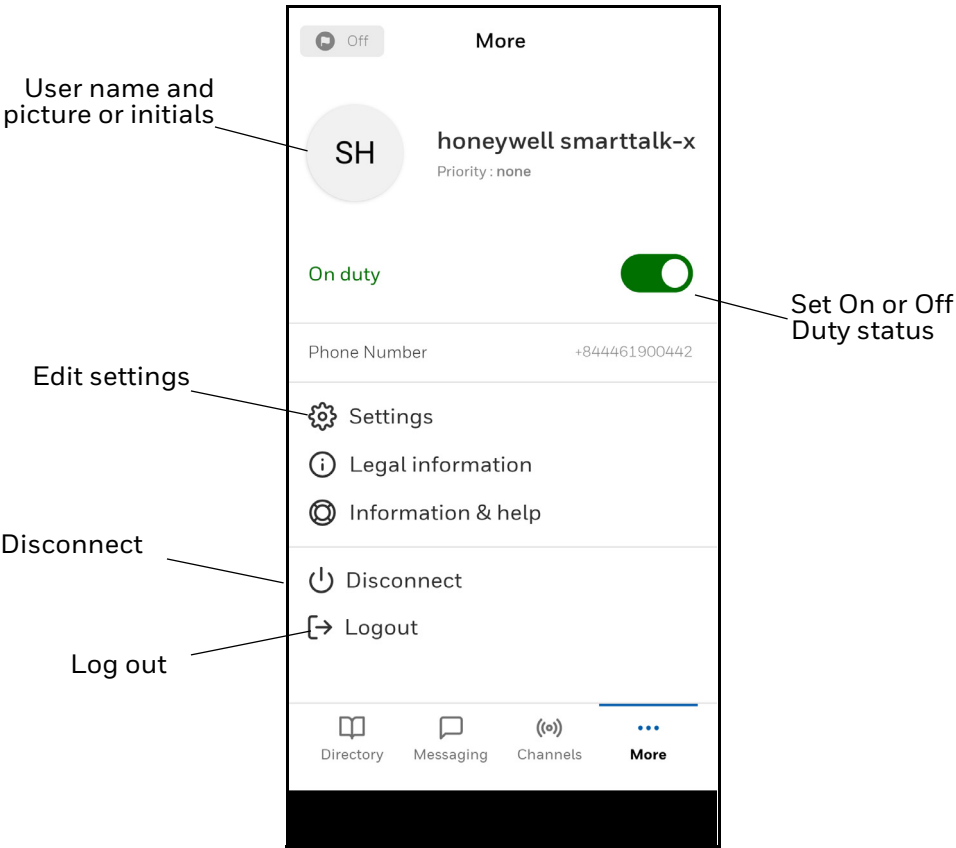 Off
More
User name and
picture or initials
SH
honeywell smarttalk-x
Priority : none
On duty
Set On or Off
Duty status
Phone Number
+844461900442
Edit settings
Settings
Legal information
Information & help
Disconnect
Disconnect
Logout
Log out
Directory
Messaging
Channels
More